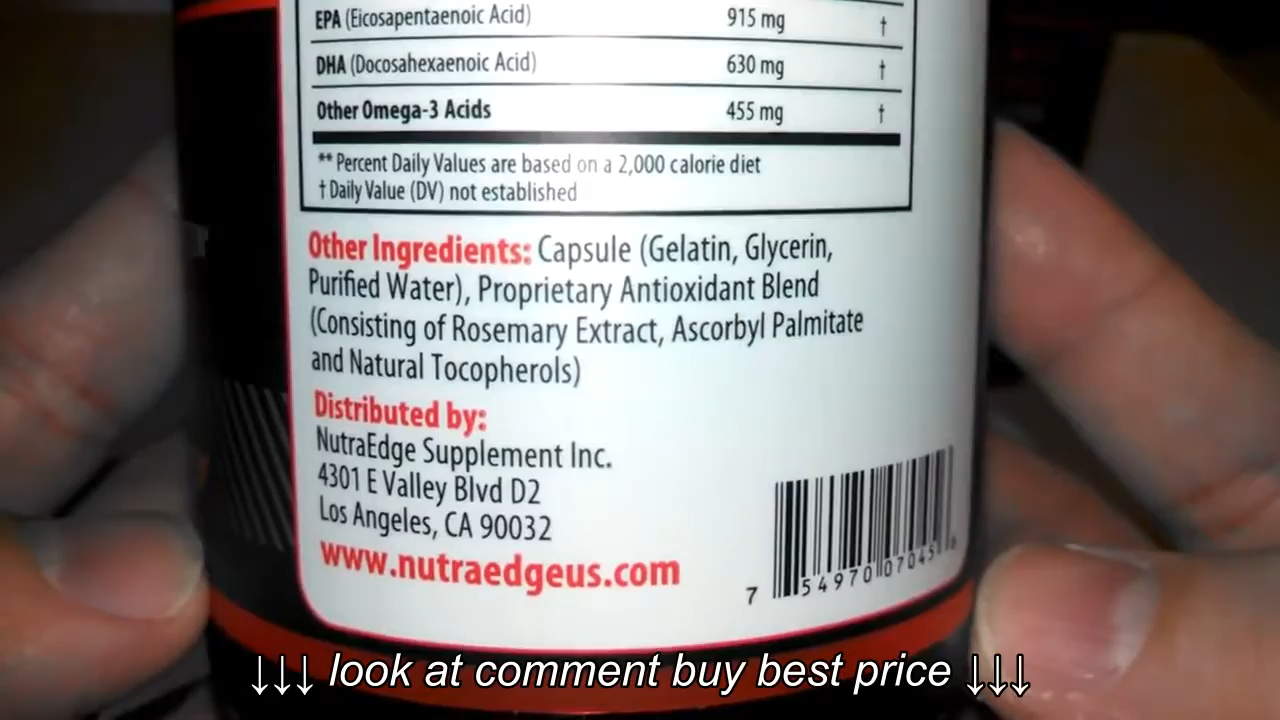 EPA (Eicosapentaenoic Acid) 915 mg †
DHA (Docosahexaenoic Acid) 630 mg †
Other Omega-3 Acids 455 mg †
** Percent Daily Values are based on a 2,000 calorie diet
† Daily Value (DV) not established
Other Ingredients: Capsule (Gelatin, Glycerin,
Purified Water), Proprietary Antioxidant Blend
(Consisting of Rosemary Extract, Ascorbyl Palmitate
and Natural Tocopherols)
Distributed by:
NutraEdge Supplement Inc.
4301 E Valley Blvd D2
Los Angeles, CA 90032
www.nutraedgeus.com
7 54970 07045
↓↓↓ look at comment buy best price ↓↓↓